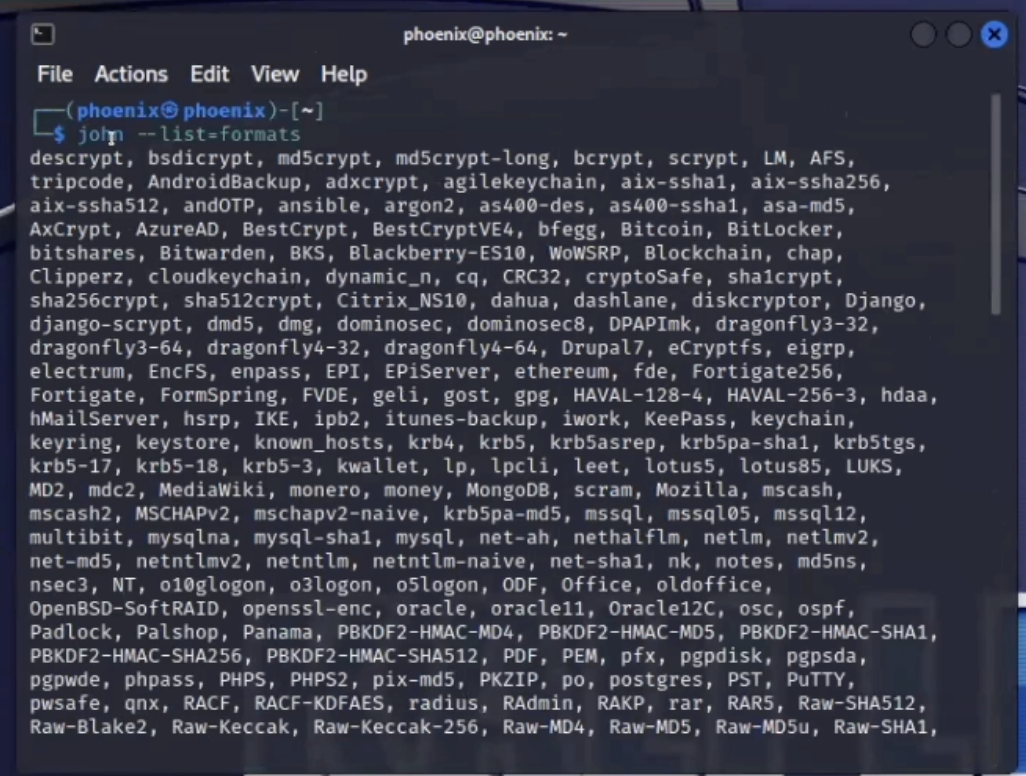 phoenix@phoenix: ~
File Actions Edit View Help
┌──(phoenix㉿phoenix)-[~]
└─$ john --list=formats
descrypt, bsdicrypt, md5crypt, md5crypt-long, bcrypt, scrypt, LM, AFS,
tripcode, AndroidBackup, adxcrypt, agilekeychain, aix-ssha1, aix-ssha256,
aix-ssha512, andOTP, ansible, argon2, as400-des, as400-ssha1, asa-md5,
AxCrypt, AzureAD, BestCrypt, BestCryptVE4, bfegg, Bitcoin, BitLocker,
bitshares, Bitwarden, BKS, Blackberry-ES10, WoWSRP, Blockchain, chap,
Clipperz, cloudkeychain, dynamic_n, cq, CRC32, cryptoSafe, sha1crypt,
sha256crypt, sha512crypt, Citrix_NS10, dahua, dashlane, diskcryptor, Django,
django-scrypt, dmd5, dmg, dominosec, dominosec8, DPAPImk, dragonfly3-32,
dragonfly3-64, dragonfly4-32, dragonfly4-64, Drupal7, eCryptfs, eigrp,
electrum, EncFS, enpass, EPI, EPiServer, ethereum, fde, Fortigate256,
Fortigate, FormSpring, FVDE, geli, gost, gpg, HAVAL-128-4, HAVAL-256-3, hdaa,
hMailServer, hsrp, IKE, ipb2, itunes-backup, iwork, KeePass, keychain,
keyring, keystore, known_hosts, krb4, krb5, krb5asrep, krb5pa-sha1, krb5tgs,
krb5-17, krb5-18, krb5-3, kwallet, lp, lpcli, leet, lotus5, lotus85, LUKS,
MD2, mdc2, MediaWiki, monero, money, MongoDB, scram, Mozilla, mscash,
mscash2, MSCHAPv2, mschapv2-naive, krb5pa-md5, mssql, mssql05, mssql12,
multibit, mysqlna, mysql-sha1, mysql, net-ah, nethalflm, netlm, netlmv2,
net-md5, netntlmv2, netntlm, netntlm-naive, net-sha1, nk, notes, md5ns,
nsec3, NT, o10glogon, o3logon, o5logon, ODF, Office, oldoffice,
OpenBSD-SoftRAID, openssl-enc, oracle, oracle11, Oracle12C, osc, ospf,
Padlock, Palshop, Panama, PBKDF2-HMAC-MD4, PBKDF2-HMAC-MD5, PBKDF2-HMAC-SHA1,
PBKDF2-HMAC-SHA256, PBKDF2-HMAC-SHA512, PDF, PEM, pfx, pgpdisk, pgpsda,
pgpwde, phpass, PHPS, PHPS2, pix-md5, PKZIP, po, postgres, PST, PuTTY,
pwsafe, qnx, RACF, RACF-KDFAES, radius, RAdmin, RAKP, rar, RAR5, Raw-SHA512,
Raw-Blake2, Raw-Keccak, Raw-Keccak-256, Raw-MD4, Raw-MD5, Raw-MD5u, Raw-SHA1,